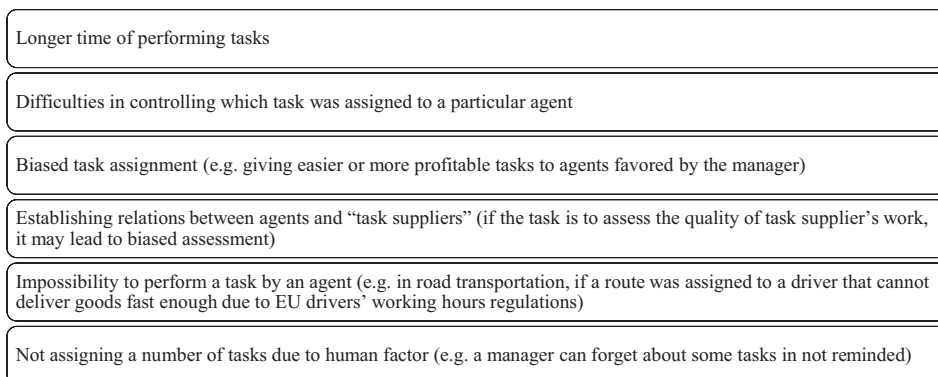 Longer time of performing tasks
Difficulties in controlling which task was assigned to a particular agent
Biased task assignment (e.g. giving easier or more profitable tasks to agents favored by the manager)
Establishing relations between agents and “task suppliers” (if the task is to assess the quality of task supplier’s work,
it may lead to biased assessment)
Impossibility to perform a task by an agent (e.g. in road transportation, if a route was assigned to a driver that cannot
deliver goods fast enough due to EU drivers’ working hours regulations)
Not assigning a number of tasks due to human factor (e.g. a manager can forget about some tasks in not reminded)